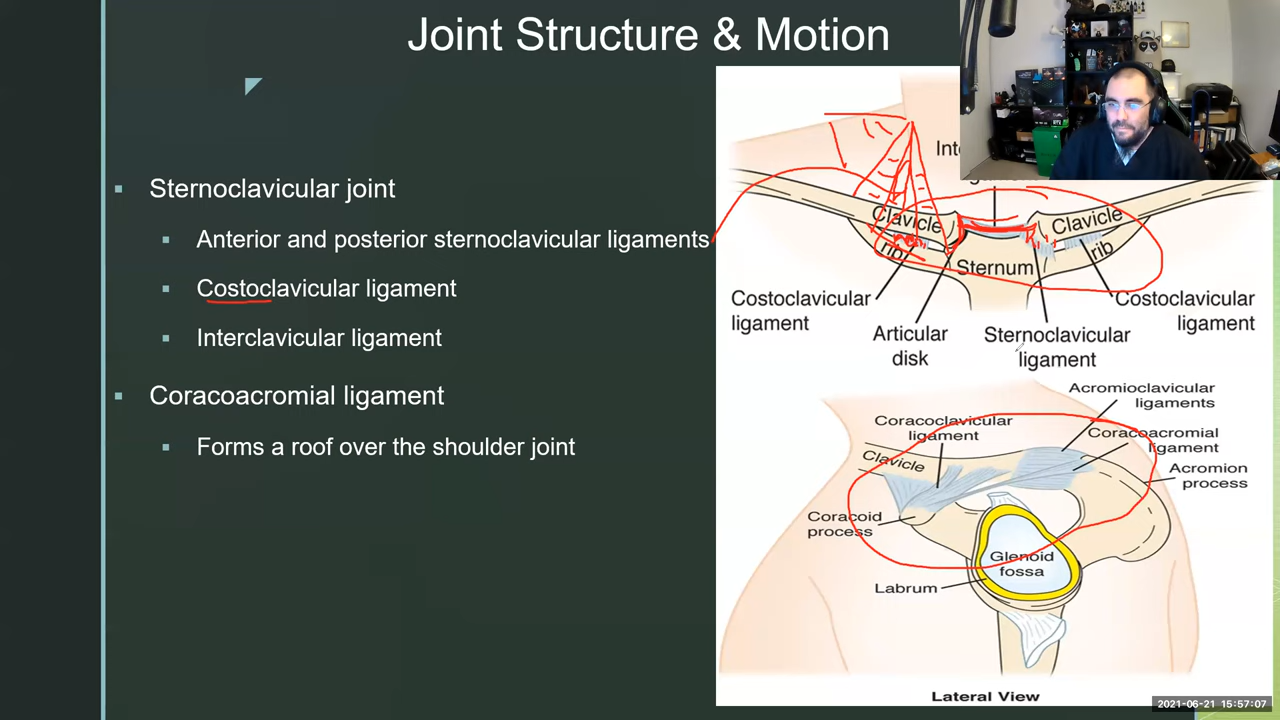 Joint Structure & Motion
▪ Sternoclavicular joint
▪ Anterior and posterior sternoclavicular ligaments
▪ Costoclavicular ligament
▪ Interclavicular ligament
▪ Coracoacromial ligament
▪ Forms a roof over the shoulder joint
Clavicle
Clavicle
rib
rib
Sternum
Costoclavicular
ligament
Articular
disk
Sternoclavicular
ligament
Costoclavicular
ligament
Acromioclavicular
ligaments
Coracoclavicular
ligament
Coracoacromial
ligament
Clavicle
Acromion
process
Coracoid
process
Glenoid
fossa
Labrum
Lateral View
2021-06-21 15:57:07